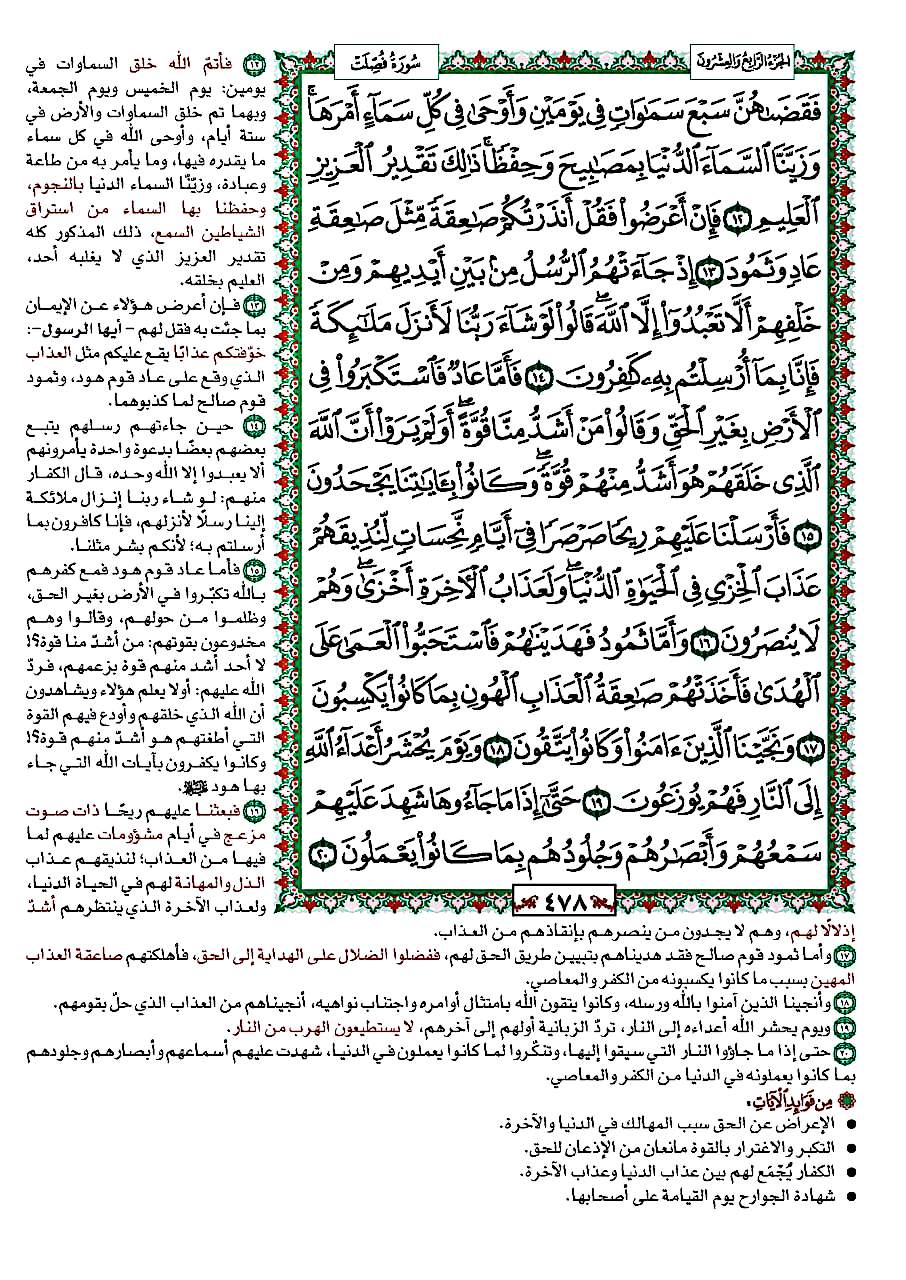 الجزء الرابع والعشرون
سورة فصلت
فَقَضَىٰهُنَّ سَبْعَ سَمَٰوَاتٍ فِي يَوْمَيْنِ وَأَوْحَىٰ فِي كُلِّ سَمَآءٍ أَمْرَهَاۚ
وَزَيَّنَّا ٱلسَّمَآءَ ٱلدُّنْيَا بِمَصَٰبِيحَ وَحِفْظًاۚ ذَٰلِكَ تَقْدِيرُ ٱلْعَزِيزِ
ٱلْعَلِيمِ ١٢ فَإِنْ أَعْرَضُوا۟ فَقُلْ أَنذَرْتُكُمْ صَٰعِقَةً مِّثْلَ صَٰعِقَةِ
عَادٍ وَثَمُودَ ١٣ إِذْ جَآءَتْهُمُ ٱلرُّسُلُ مِنۢ بَيْنِ أَيْدِيهِمْ وَمِنْ
خَلْفِهِمْ أَلَّا تَعْبُدُوٓا۟ إِلَّا ٱللَّهَۖ قَالُوا۟ لَوْ شَآءَ رَبُّنَا لَأَنزَلَ مَلَٰٓئِكَةً
فَإِنَّا بِمَآ أُرْسِلْتُم بِهِۦ كَٰفِرُونَ ١٤ فَأَمَّا عَادٌ فَٱسْتَكْبَرُوا۟ فِي
ٱلْأَرْضِ بِغَيْرِ ٱلْحَقِّ وَقَالُوا۟ مَنْ أَشَدُّ مِنَّا قُوَّةًۖ أَوَلَمْ يَرَوْا۟ أَنَّ ٱللَّهَ
ٱلَّذِي خَلَقَهُمْ هُوَ أَشَدُّ مِنْهُمْ قُوَّةًۖ وَكَانُوا۟ بِـَٔايَٰتِنَا يَجْحَدُونَ
١٥ فَأَرْسَلْنَا عَلَيْهِمْ رِيحًا صَرْصَرًا فِيٓ أَيَّامٍ نَّحِسَاتٍ لِّنُذِيقَهُمْ
عَذَابَ ٱلْخِزْيِ فِي ٱلْحَيَوٰةِ ٱلدُّنْيَاۖ وَلَعَذَابُ ٱلْـَٔاخِرَةِ أَخْزَىٰۖ وَهُمْ
لَا يُنصَرُونَ ١٦ وَأَمَّا ثَمُودُ فَهَدَيْنَٰهُمْ فَٱسْتَحَبُّوا۟ ٱلْعَمَىٰ عَلَى
ٱلْهُدَىٰ فَأَخَذَتْهُمْ صَٰعِقَةُ ٱلْعَذَابِ ٱلْهُونِ بِمَا كَانُوا۟ يَكْسِبُونَ
١٧ وَنَجَّيْنَا ٱلَّذِينَ ءَامَنُوا۟ وَكَانُوا۟ يَتَّقُونَ ١٨ وَيَوْمَ يُحْشَرُ أَعْدَآءُ ٱللَّهِ
إِلَى ٱلنَّارِ فَهُمْ يُوزَعُونَ ١٩ حَتَّىٰٓ إِذَا مَا جَآءُوهَا شَهِدَ عَلَيْهِمْ
سَمْعُهُمْ وَأَبْصَٰرُهُمْ وَجُلُودُهُم بِمَا كَانُوا۟ يَعْمَلُونَ ٢٠
٤٧٨
١٢ فأتمّ الله خلق السماوات في
يومين: يوم الخميس ويوم الجمعة،
وبهما تم خلق السماوات والأرض في
ستة أيام، وأوحى الله في كل سماء
ما يقدره فيها، وما يأمر به من طاعة
وعبادة، وزيّنّا السماء الدنيا بالنجوم،
وحفظنا بها السماء من استراق
الشياطين السمع، ذلك المذكور كله
تقدير العزيز الذي لا يغلبه أحد،
العليم بخلقه.
١٣ فإن أعرض هؤلاء عن الإيمان
بما جئت به فقل لهم – أيها الرسول–:
خوّفتكم عذابًا يقع عليكم مثل العذاب
الذي وقع على عاد قوم هود، وثمود
قوم صالح لما كذبوهما.
١٤ حين جاءتهم رسلهم يتبع
بعضهم بعضًا بدعوة واحدة يأمرونهم
ألا يعبدوا إلا الله وحده، قال الكفار
منهم: لو شاء ربنا إنزال ملائكة
إلينا رسلًا لأنزلهم، فإنا كافرون بما
أرسلتم به؛ لأنكم بشر مثلنا.
١٥ فأما عاد قوم هود فمع كفرهم
بالله تكبّروا في الأرض بغير الحق،
وظلموا من حولهم، وقالوا وهم
مخدوعون بقوتهم: من أشدّ منا قوة؟!
لا أحد أشد منهم قوة بزعمهم، فردّ
الله عليهم: أولا يعلم هؤلاء ويشاهدون
أن الله الذي خلقهم وأودع فيهم القوة
التي أطغتهم هو أشدّ منهم قوة؟!
وكانوا يكفرون بآيات الله التي جاء
بها هود ﷺ.
١٦ فبعثنا عليهم ريحًا ذات صوت
مزعج في أيام مشؤومات عليهم لما
فيها من العذاب؛ لنذيقهم عذاب
الذل والمهانة لهم في الحياة الدنيا،
ولعذاب الآخرة الذي ينتظرهم أشدّ
إذلالًا لهم، وهم لا يجدون من ينصرهم بإنقاذهم من العذاب.
١٧ وأما ثمود قوم صالح فقد هديناهم بتبيين طريق الحق لهم، ففضلوا الضلال على الهداية إلى الحق، فأهلكتهم صاعقة العذاب
المهين بسبب ما كانوا يكسبونه من الكفر والمعاصي.
١٨ وأنجينا الذين آمنوا بالله ورسله، وكانوا يتقون الله بامتثال أوامره واجتناب نواهيه، أنجيناهم من العذاب الذي حلّ بقومهم.
١٩ ويوم يحشر الله أعداءه إلى النار، تردّ الزبانية أولهم إلى آخرهم، لا يستطيعون الهرب من النار.
٢٠ حتى إذا ما جاؤوا النار التي سيقوا إليها، وتنكّروا لما كانوا يعملون في الدنيا، شهدت عليهم أسماعهم وأبصارهم وجلودهم
بما كانوا يعملونه في الدنيا من الكفر والمعاصي.
من فوائد الآيات:
• الإعراض عن الحق سبب المهالك في الدنيا والآخرة.
• التكبر والاغترار بالقوة مانعان من الإذعان للحق.
• الكفار يُجْمَع لهم بين عذاب الدنيا وعذاب الآخرة.
• شهادة الجوارح يوم القيامة على أصحابها.